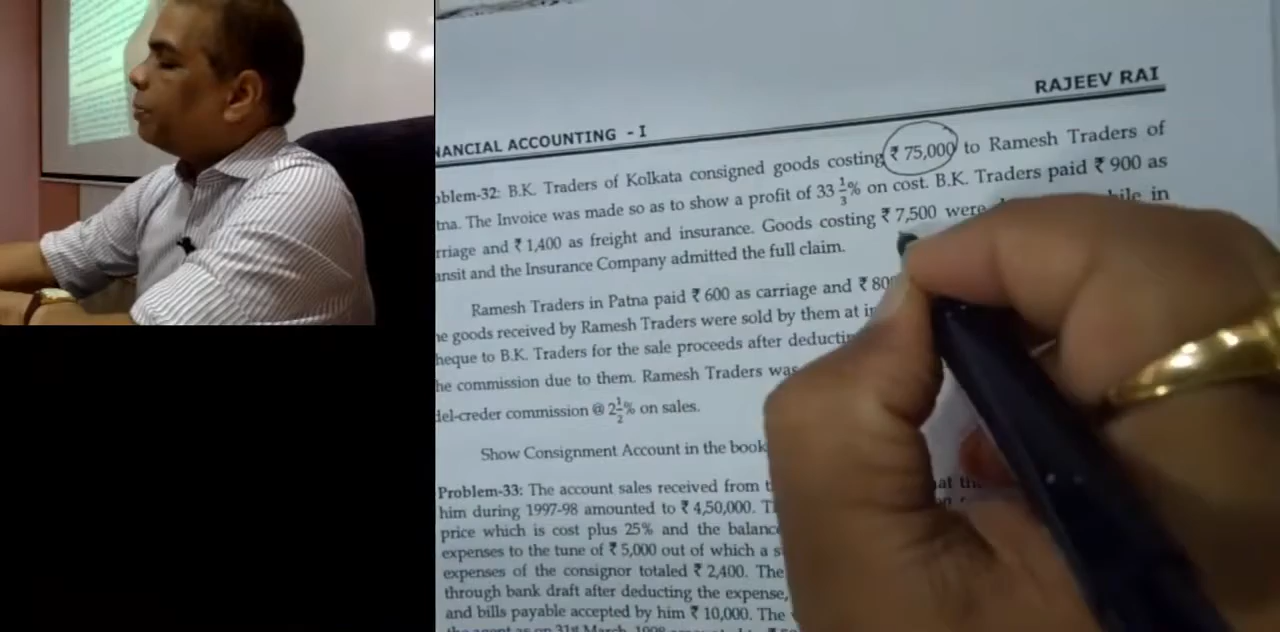 RAJEEV RAI
NANCIAL ACCOUNTING - I
oblem-32: B.K. Traders of Kolkata consigned goods costing ₹ 75,000 to Ramesh Traders of
tna. The Invoice was made so as to show a profit of 33 1/3% on cost. B.K. Traders paid ₹ 900 as
rriage and ₹ 1,400 as freight and insurance. Goods costing ₹ 7,500 were in
ansit and the Insurance Company admitted the full claim.
Ramesh Traders in Patna paid ₹ 600 as carriage and ₹ 80
he goods received by Ramesh Traders were sold by them at
heque to B.K. Traders for the sale proceeds after
he commission due to them. Ramesh Traders was
del-creder commission @ 2 1/2% on sales.
Show Consignment Account in the book
Problem-33: The account sales received from
him during 1997-98 amounted to ₹ 4,50,000.
price which is cost plus 25% and the balance
expenses to the tune of ₹ 5,000 out of which a
expenses of the consignor totaled ₹ 2,400. The
through bank draft after deducting the expense,
and bills payable accepted by him ₹ 10,000. The